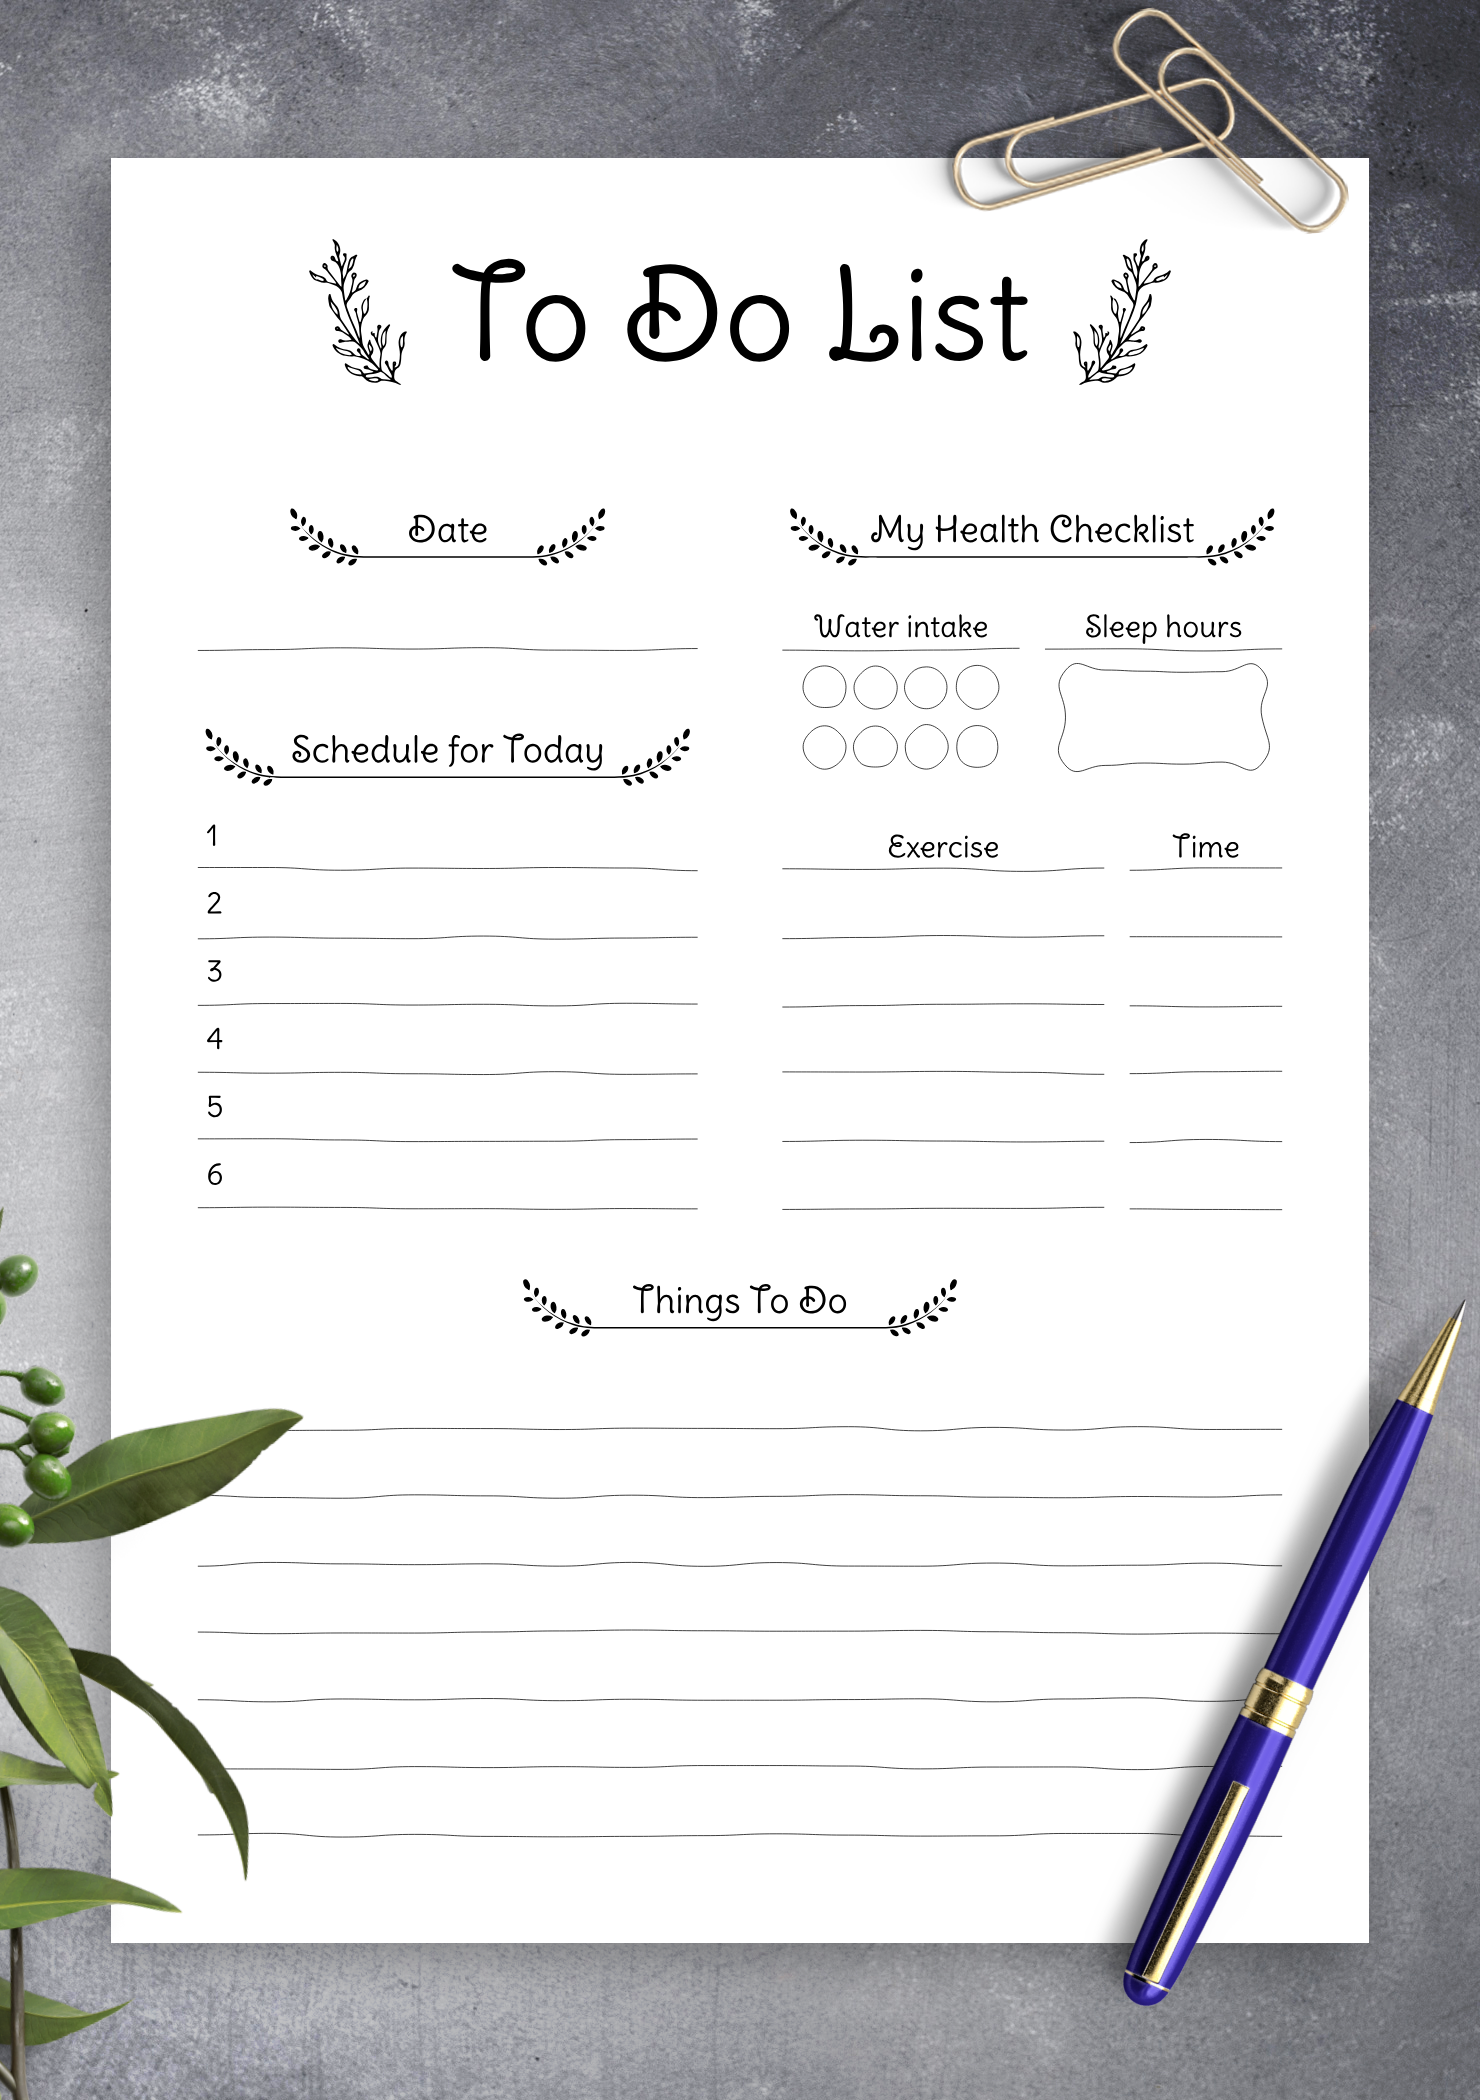 To Do List
Date
Schedule for Today
1
2
3
4
5
6
My Health Checklist
Water intake
Sleep hours
Exercise
Time
Things To Do